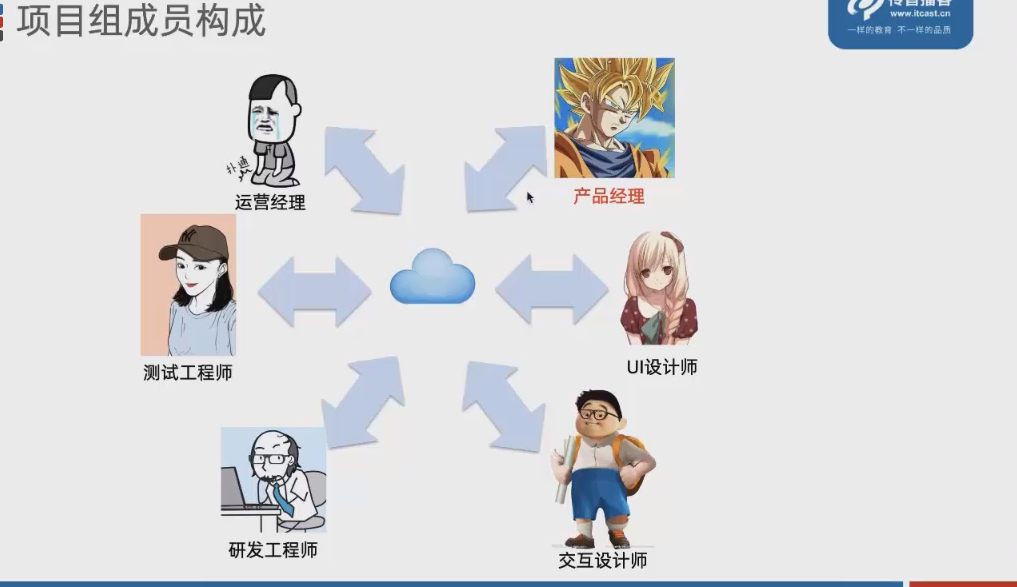 项目组成员构成
传智播客
www.itcast.cn
一样的教育 不一样的品质
扑通
运营经理
产品经理
测试工程师
UI设计师
研发工程师
交互设计师